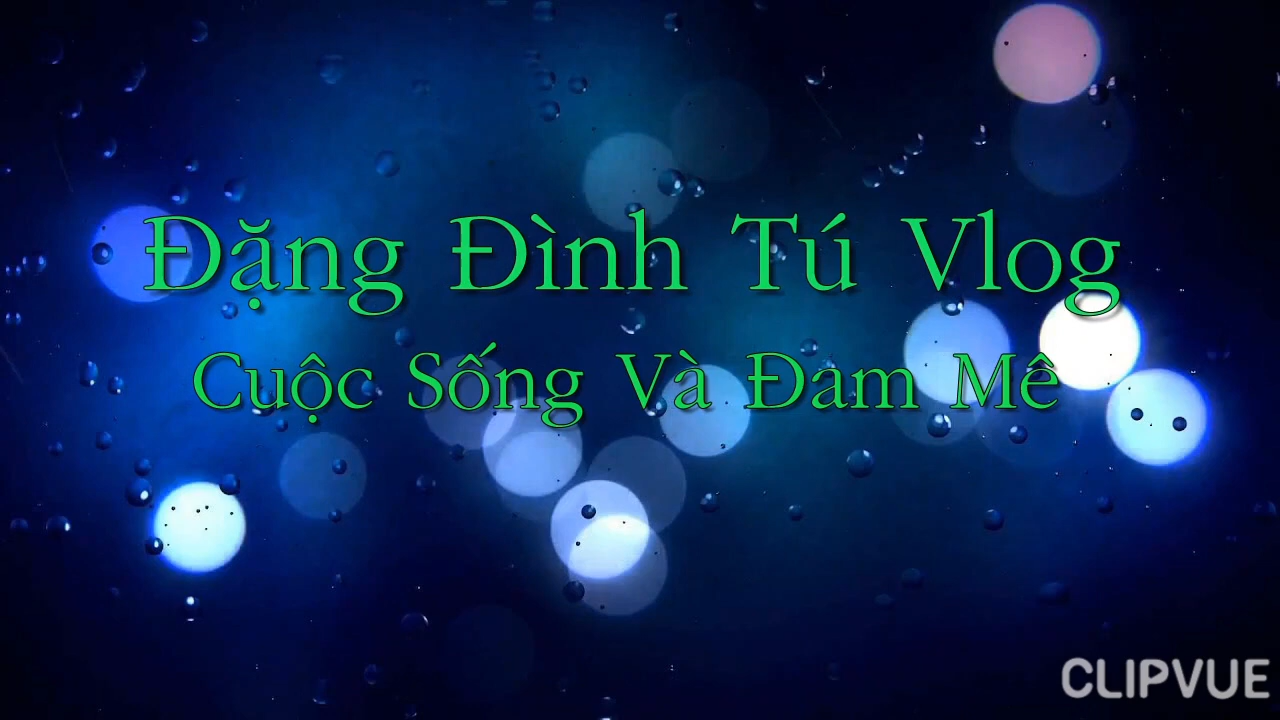 Đặng Đình Tú Vlog
Cuộc Sống Và Đam Mê
CLIPVUE